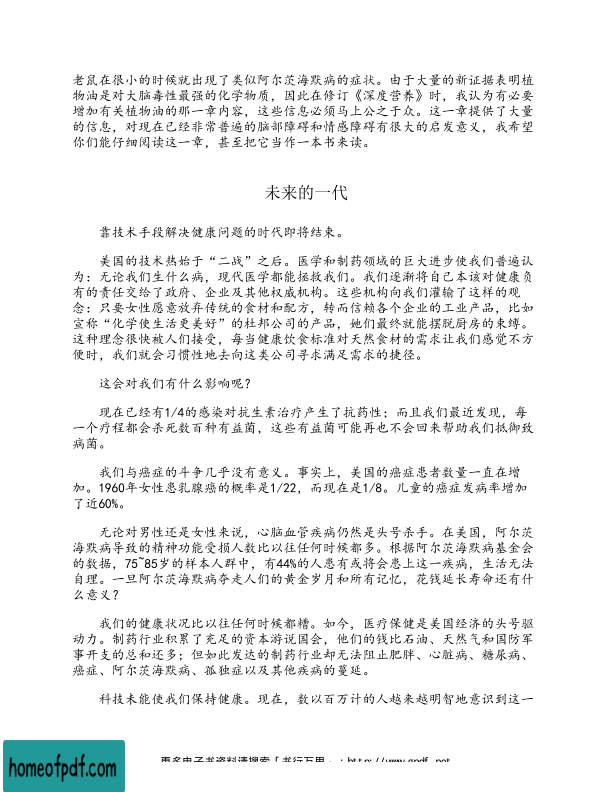 老鼠在很小的时候就出现了类似阿尔茨海默病的症状。由于大量的新证据表明植
物油是对大脑毒性最强的化学物质，因此在修订《深度营养》时，我认为有必要
增加有关植物油的那一章内容，这些信息必须马上公之于众。这一章提供了大量
的信息，对现在已经非常普遍的脑部障碍和情感障碍有很大的启发意义，我希望
你们能仔细阅读这一章，甚至把它当作一本书来读。
未来的一代
靠技术手段解决健康问题的时代即将结束。
美国的技术热始于“二战”之后。医学和制药领域的巨大进步使我们普遍认
为：无论我们生什么病，现代医学都能拯救我们。我们逐渐将自己本该对健康负
有的责任交给了政府、企业及其他权威机构。这些机构向我们灌输了这样的观
念：只要女性愿意放弃传统的食材和配方，转而信赖各个企业的工业产品，比如
宣称“化学使生活更美好”的杜邦公司的产品，她们最终就能摆脱厨房的束缚。
这种理念很快被人们接受，每当健康饮食标准对天然食材的需求让我们感觉不方
便时，我们就会习惯性地去向这类公司寻求满足需求的捷径。
这会对我们有什么影响呢？
现在已经有1/4的感染对抗生素治疗产生了抗药性；而且我们最近发现，每
一个疗程都会杀死数百种有益菌，这些有益菌可能再也不会回来帮助我们抵御致
病菌。
我们与癌症的斗争几乎没有意义。事实上，美国的癌症患者数量一直在增
加。1960年女性患乳腺癌的概率是1/22，而现在是1/8。儿童的癌症发病率增加
了近60%。
无论对男性还是女性来说，心脑血管疾病仍然是头号杀手。在美国，阿尔茨
海默病导致的精神功能受损人数比以往任何时候都多。根据阿尔茨海默病基金会
的数据，75~85岁的样本人群中，有44%的人患有或将会患上这一疾病，生活无法
自理。一旦阿尔茨海默病夺走人们的黄金岁月和所有记忆，花钱延长寿命还有什
么意义？
我们的健康状况比以往任何时候都糟。如今，医疗保健是美国经济的头号驱
动力。制药行业积累了充足的资本游说国会，他们的钱比石油、天然气和国防军
事开支的总和还多；但如此发达的制药行业却无法阻止肥胖、心脏病、糖尿病、
癌症、阿尔茨海默病、孤独症以及其他疾病的蔓延。
科技未能使我们保持健康。现在，数以百万计的人越来越明智地意识到这一
homeofpdf.com